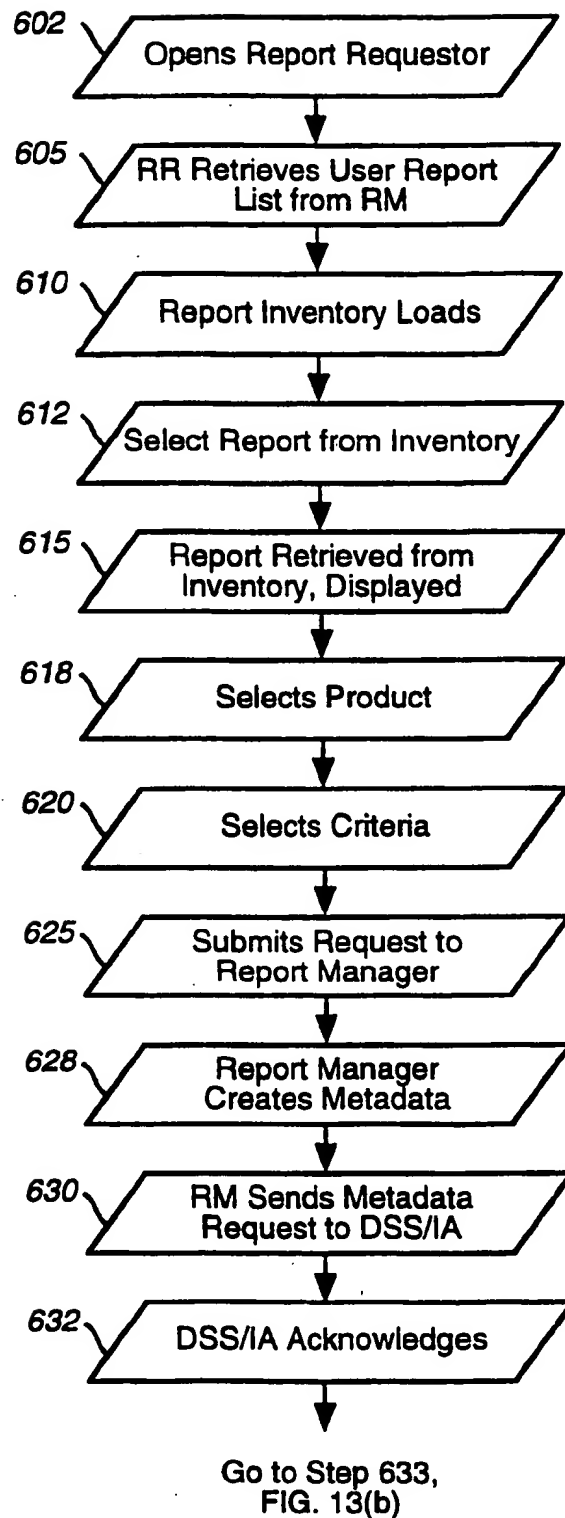 602
Opens Report Requestor
605
RR Retrieves User Report
List from RM
610
Report Inventory Loads
612
Select Report from Inventory
615
Report Retrieved from
Inventory, Displayed
618
Selects Product
620
Selects Criteria
625
Submits Request to
Report Manager
628
Report Manager
Creates Metadata
630
RM Sends Metadata
Request to DSS/IA
632
DSS/IA Acknowledges
Go to Step 633,
FIG. 13(b)